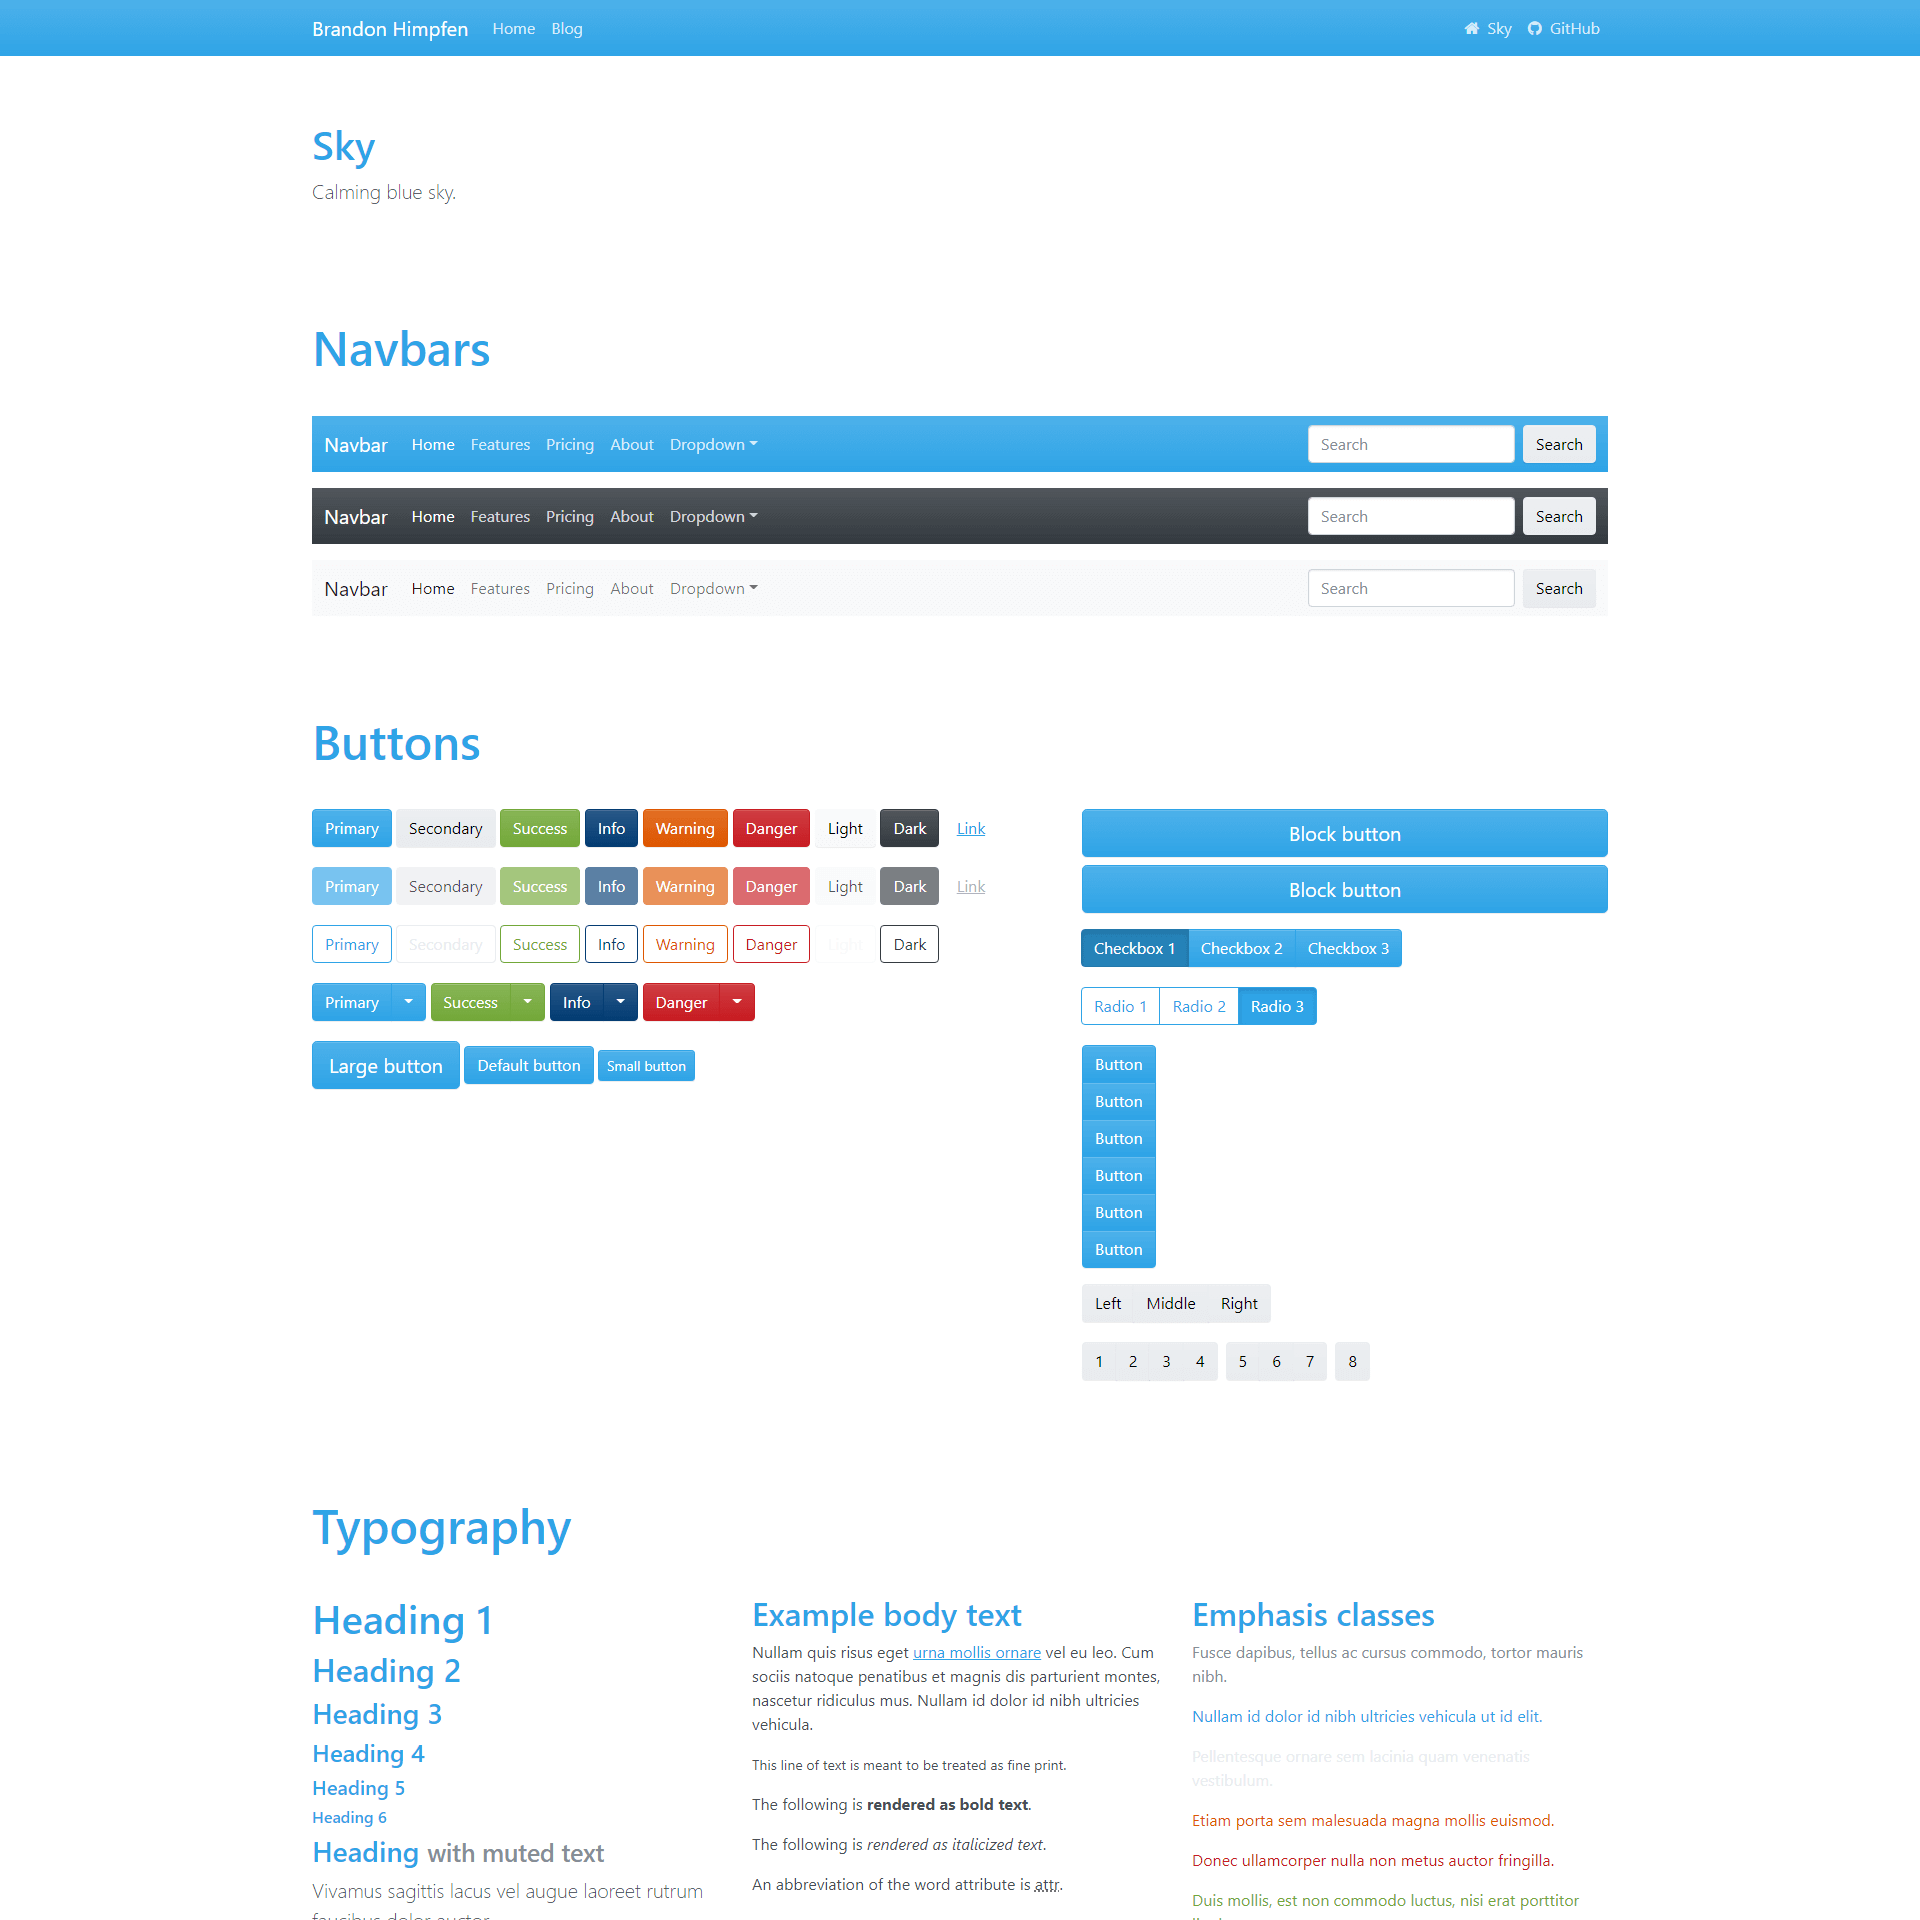 Brandon Himpfen Home Blog Sky GitHub
Sky
Calming blue sky.
Navbars
Navbar Home Features Pricing About Dropdown Search Search
Navbar Home Features Pricing About Dropdown Search Search
Navbar Home Features Pricing About Dropdown Search Search
Buttons
Primary Secondary Success Info Warning Danger Light Dark Link
Primary Secondary Success Info Warning Danger Light Dark Link
Primary Secondary Success Info Warning Danger Light Dark
Primary Success Info Danger
Large button Default button Small button
Block button
Block button
Checkbox 1 Checkbox 2 Checkbox 3
Radio 1 Radio 2 Radio 3
Button
Button
Button
Button
Button
Button
Left Middle Right
1 2 3 4 5 6 7 8
Typography
Heading 1
Heading 2
Heading 3
Heading 4
Heading 5
Heading 6
Heading with muted text
Vivamus sagittis lacus vel augue laoreet rutrum
Example body text
Nullam quis risus eget urna mollis ornare vel eu leo. Cum
sociis natoque penatibus et magnis dis parturient montes,
nascetur ridiculus mus. Nullam id dolor id nibh ultricies
vehicula.
This line of text is meant to be treated as fine print.
The following is rendered as bold text.
The following is rendered as italicized text.
An abbreviation of the word attribute is attr.
Emphasis classes
Fusce dapibus, tellus ac cursus commodo, tortor mauris
nibh.
Nullam id dolor id nibh ultricies vehicula ut id elit.
Pellentesque ornare sem lacinia quam venenatis
vestibulum.
Etiam porta sem malesuada magna mollis euismod.
Donec ullamcorper nulla non metus auctor fringilla.
Duis mollis, est non commodo luctus, nisi erat porttitor